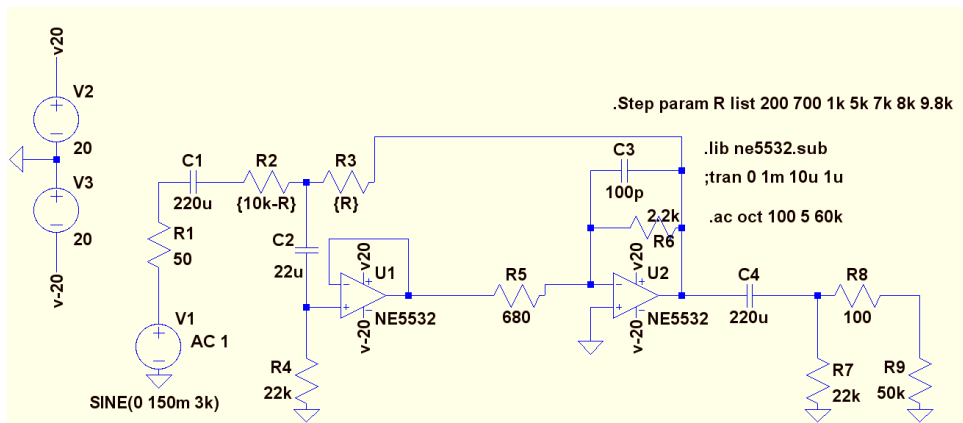 v20
V2
20
V3
20
v-20
C1
220u
R2
{10k-R}
R3
{R}
R1
50
V1
AC 1
SINE(0 150m 3k)
C2
22u
R4
22k
U1
v20
v-20
NE5532
R5
680
C3
100p
2.2k
R6
U2
v20
v-20
NE5532
C4
220u
R8
100
R7
22k
R9
50k
.Step param R list 200 700 1k 5k 7k 8k 9.8k
.lib ne5532.sub
;tran 0 1m 10u 1u
.ac oct 100 5 60k